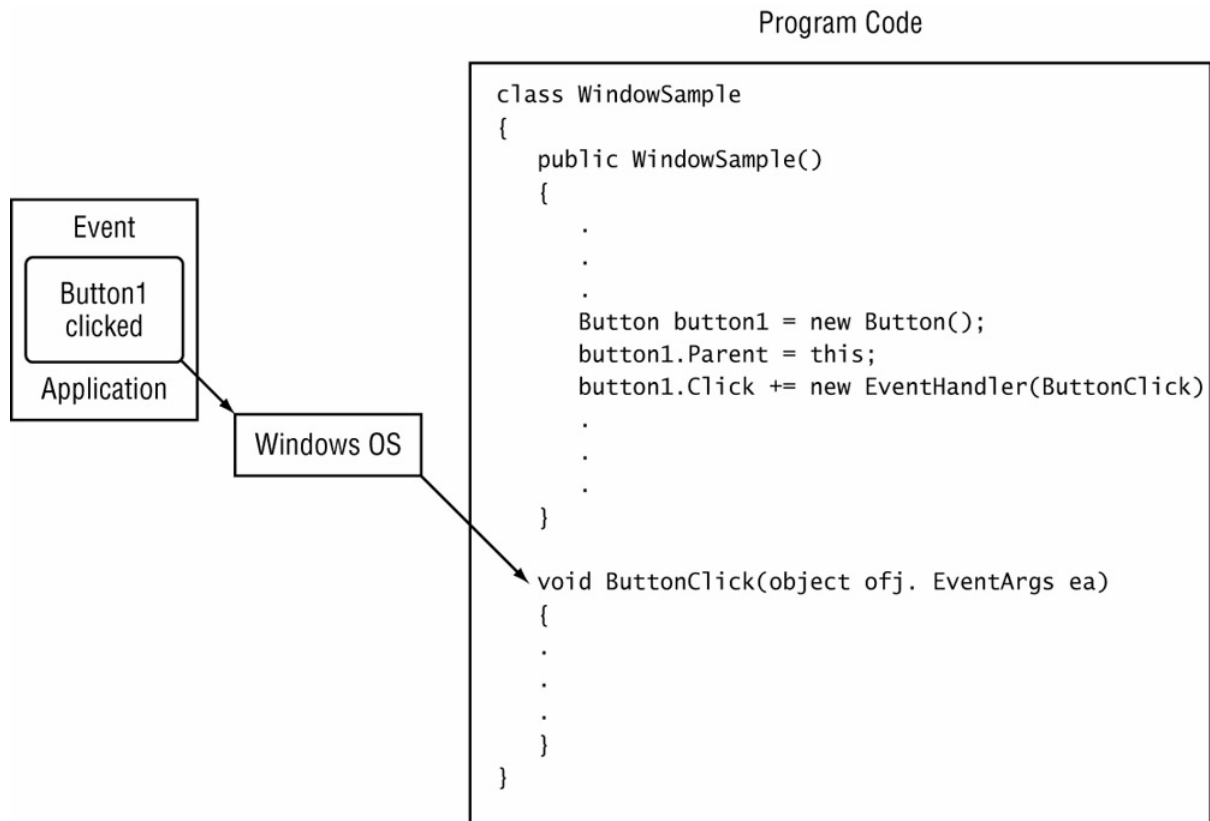 Program Code
class WindowSample
{
public WindowSample()
{
.
.
.
Button button1 = new Button();
button1.Parent = this;
button1.Click += new EventHandler(ButtonClick)
.
.
.
}
void ButtonClick(object ofj. EventArgs ea)
{
.
.
.
}
}
Event
Button1
clicked
Application
Windows OS